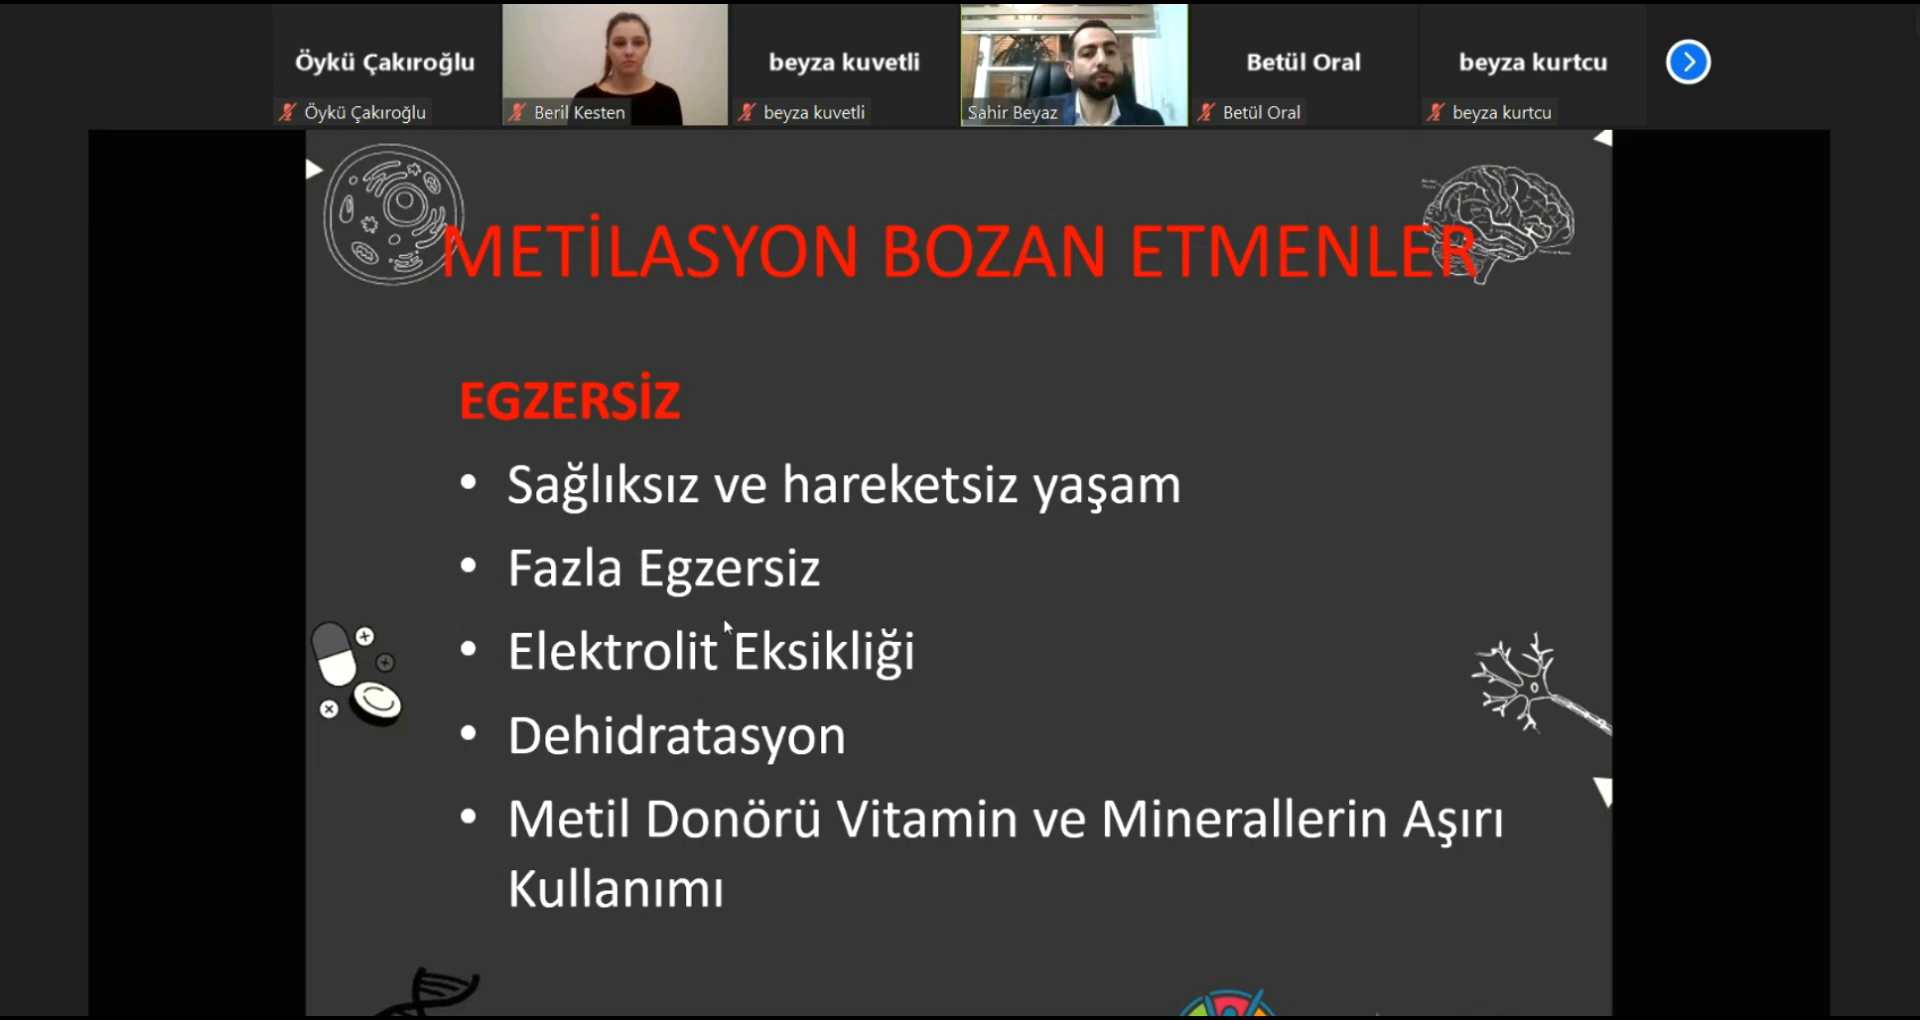 Öykü Çakıroğlu
beyza kuvetli
Betül Oral
beyza kurtcu
Öykü Çakıroğlu
Beril Kesten
beyza kuvetli
Sahir Beyaz
Betül Oral
beyza kurtcu
METİLASYON BOZAN ETMENLER
EGZERSİZ
• Sağlıksız ve hareketsiz yaşam
• Fazla Egzersiz
• Elektrolit Eksikliği
• Dehidratasyon
• Metil Donörü Vitamin ve Minerallerin Aşırı
Kullanımı